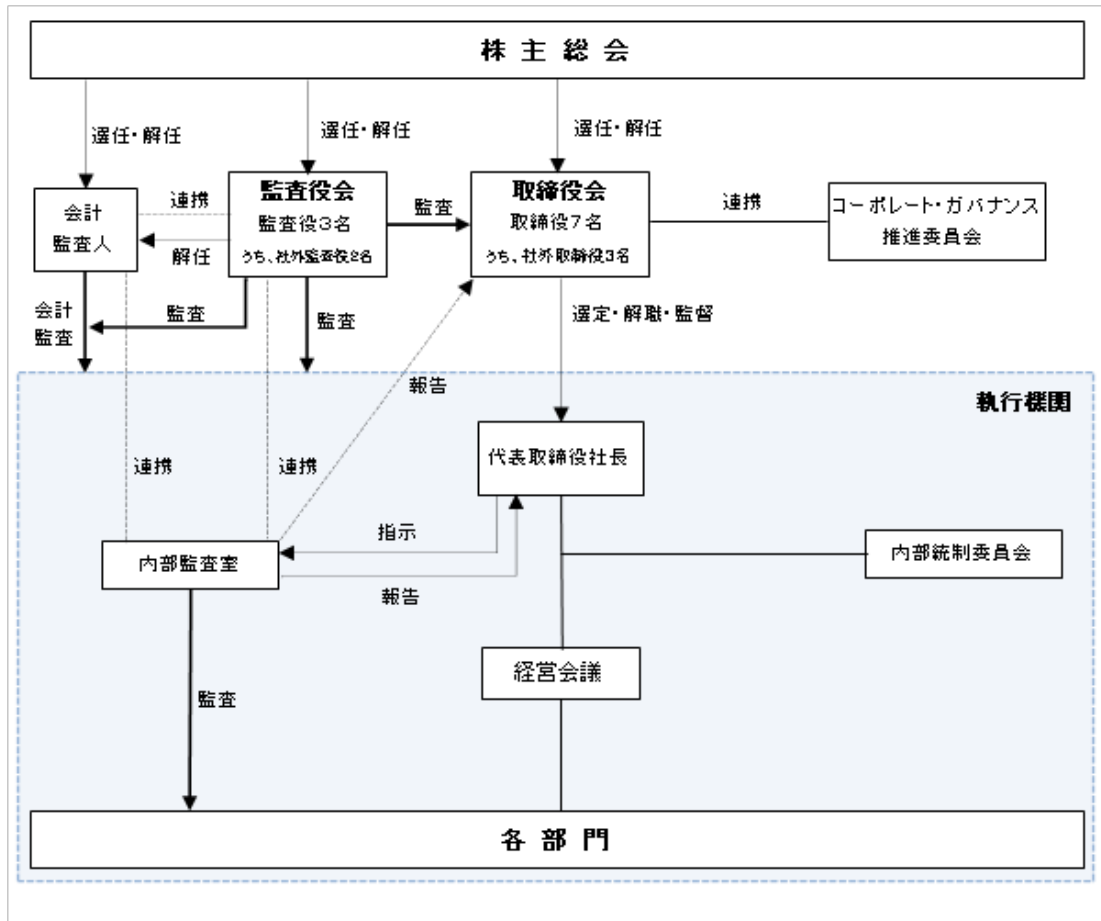 株主総会
選任・解任
選任・解任
選任・解任
会計
監査人
連携
解任
監査役会
監査役3名
うち、社外監査役2名
監査
取締役会
取締役7名
うち、社外取締役3名
連携
コーポレート・ガバナンス
推進委員会
会計
監査
監査
監査
選定・解職・監督
報告
執行機関
連携
連携
代表取締役社長
指示
内部監査室
報告
内部統制委員会
経営会議
監査
各部門